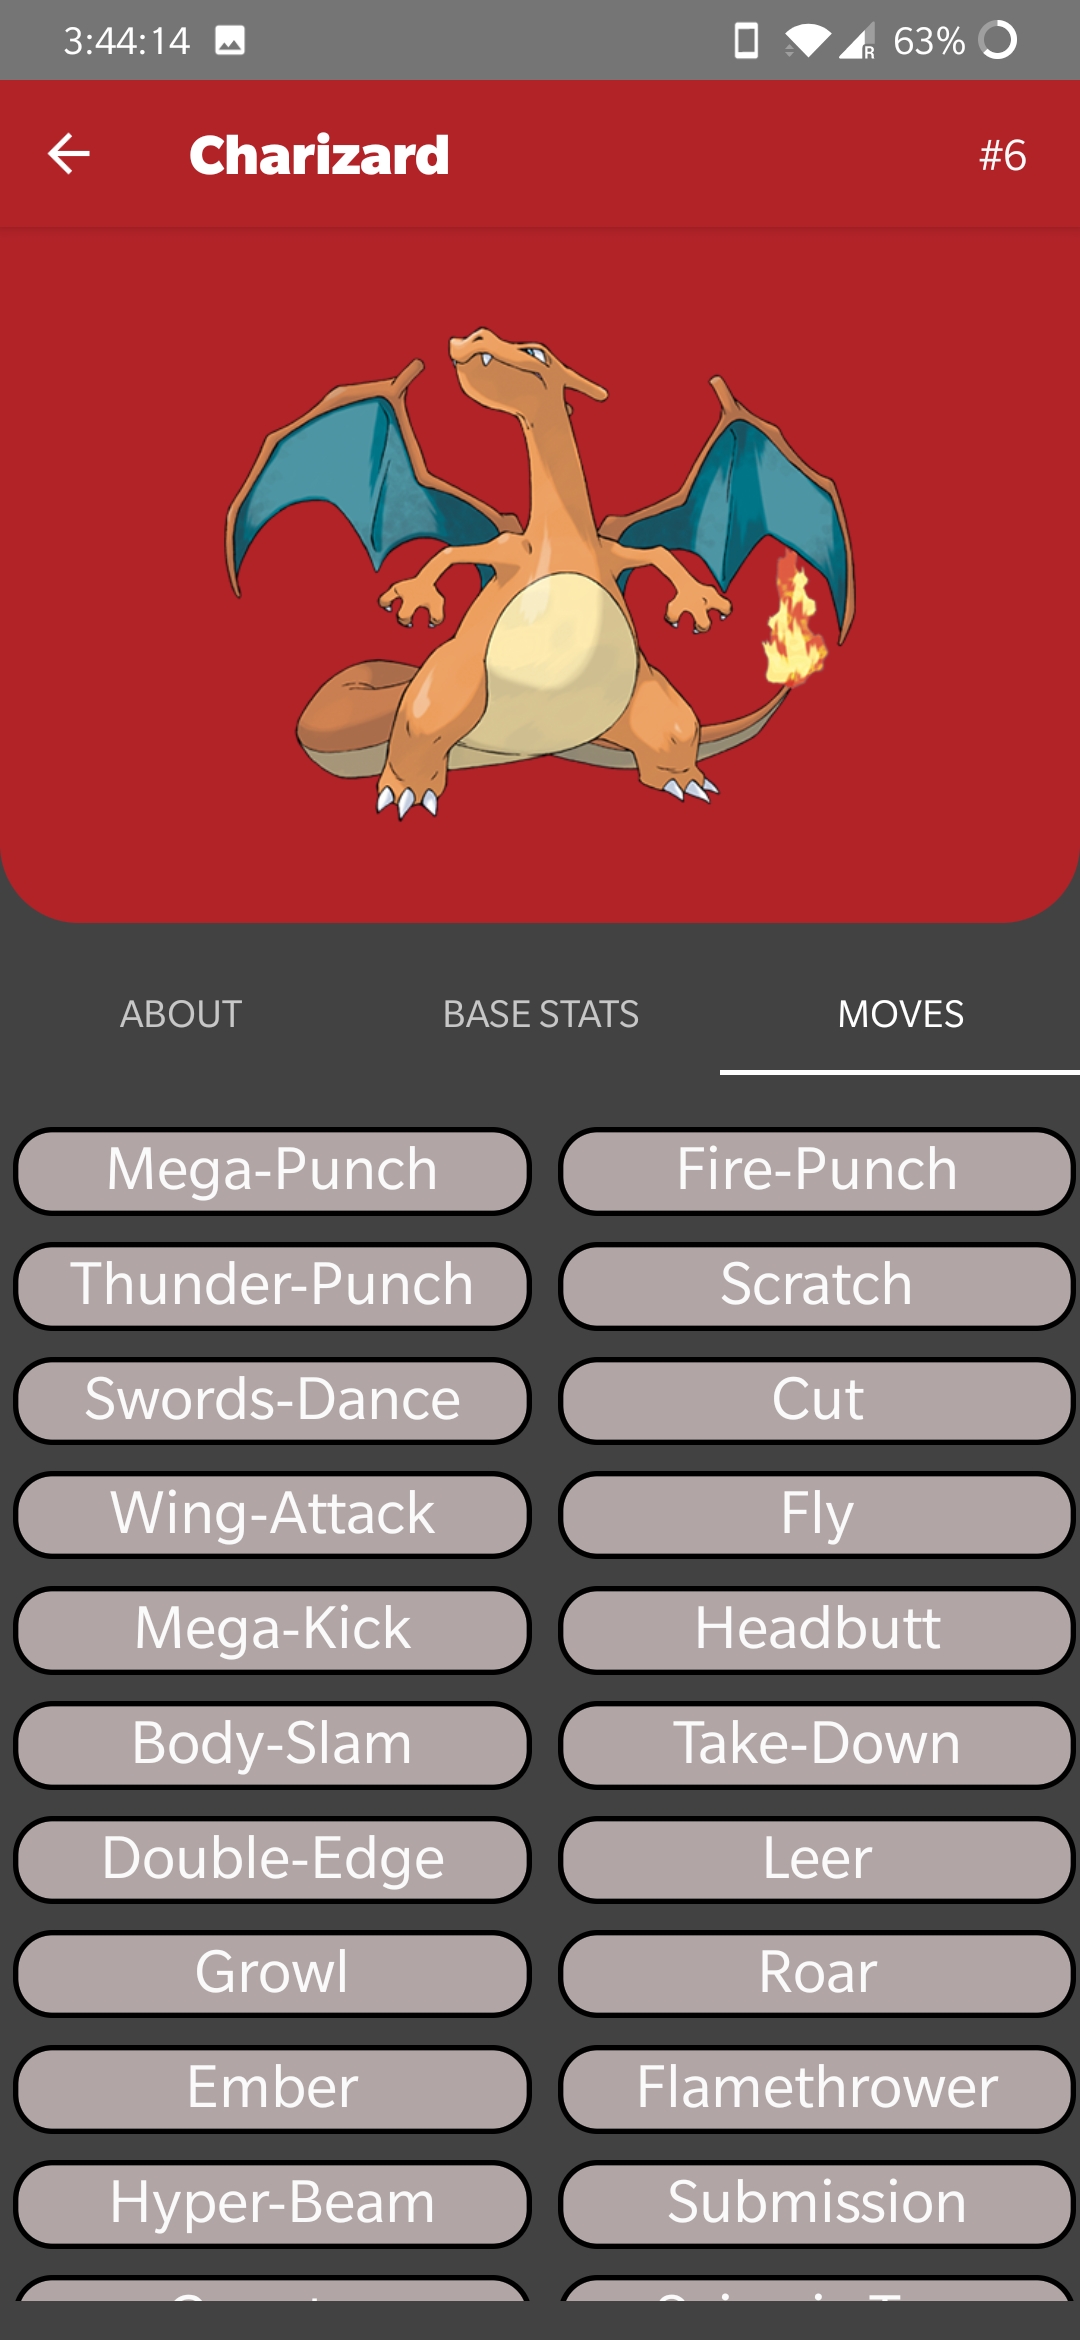 3:44:14
R 63%
Charizard
#6
ABOUT BASE STATS MOVES
Mega-Punch Fire-Punch
Thunder-Punch Scratch
Swords-Dance Cut
Wing-Attack Fly
Mega-Kick Headbutt
Body-Slam Take-Down
Double-Edge Leer
Growl Roar
Ember Flamethrower
Hyper-Beam Submission